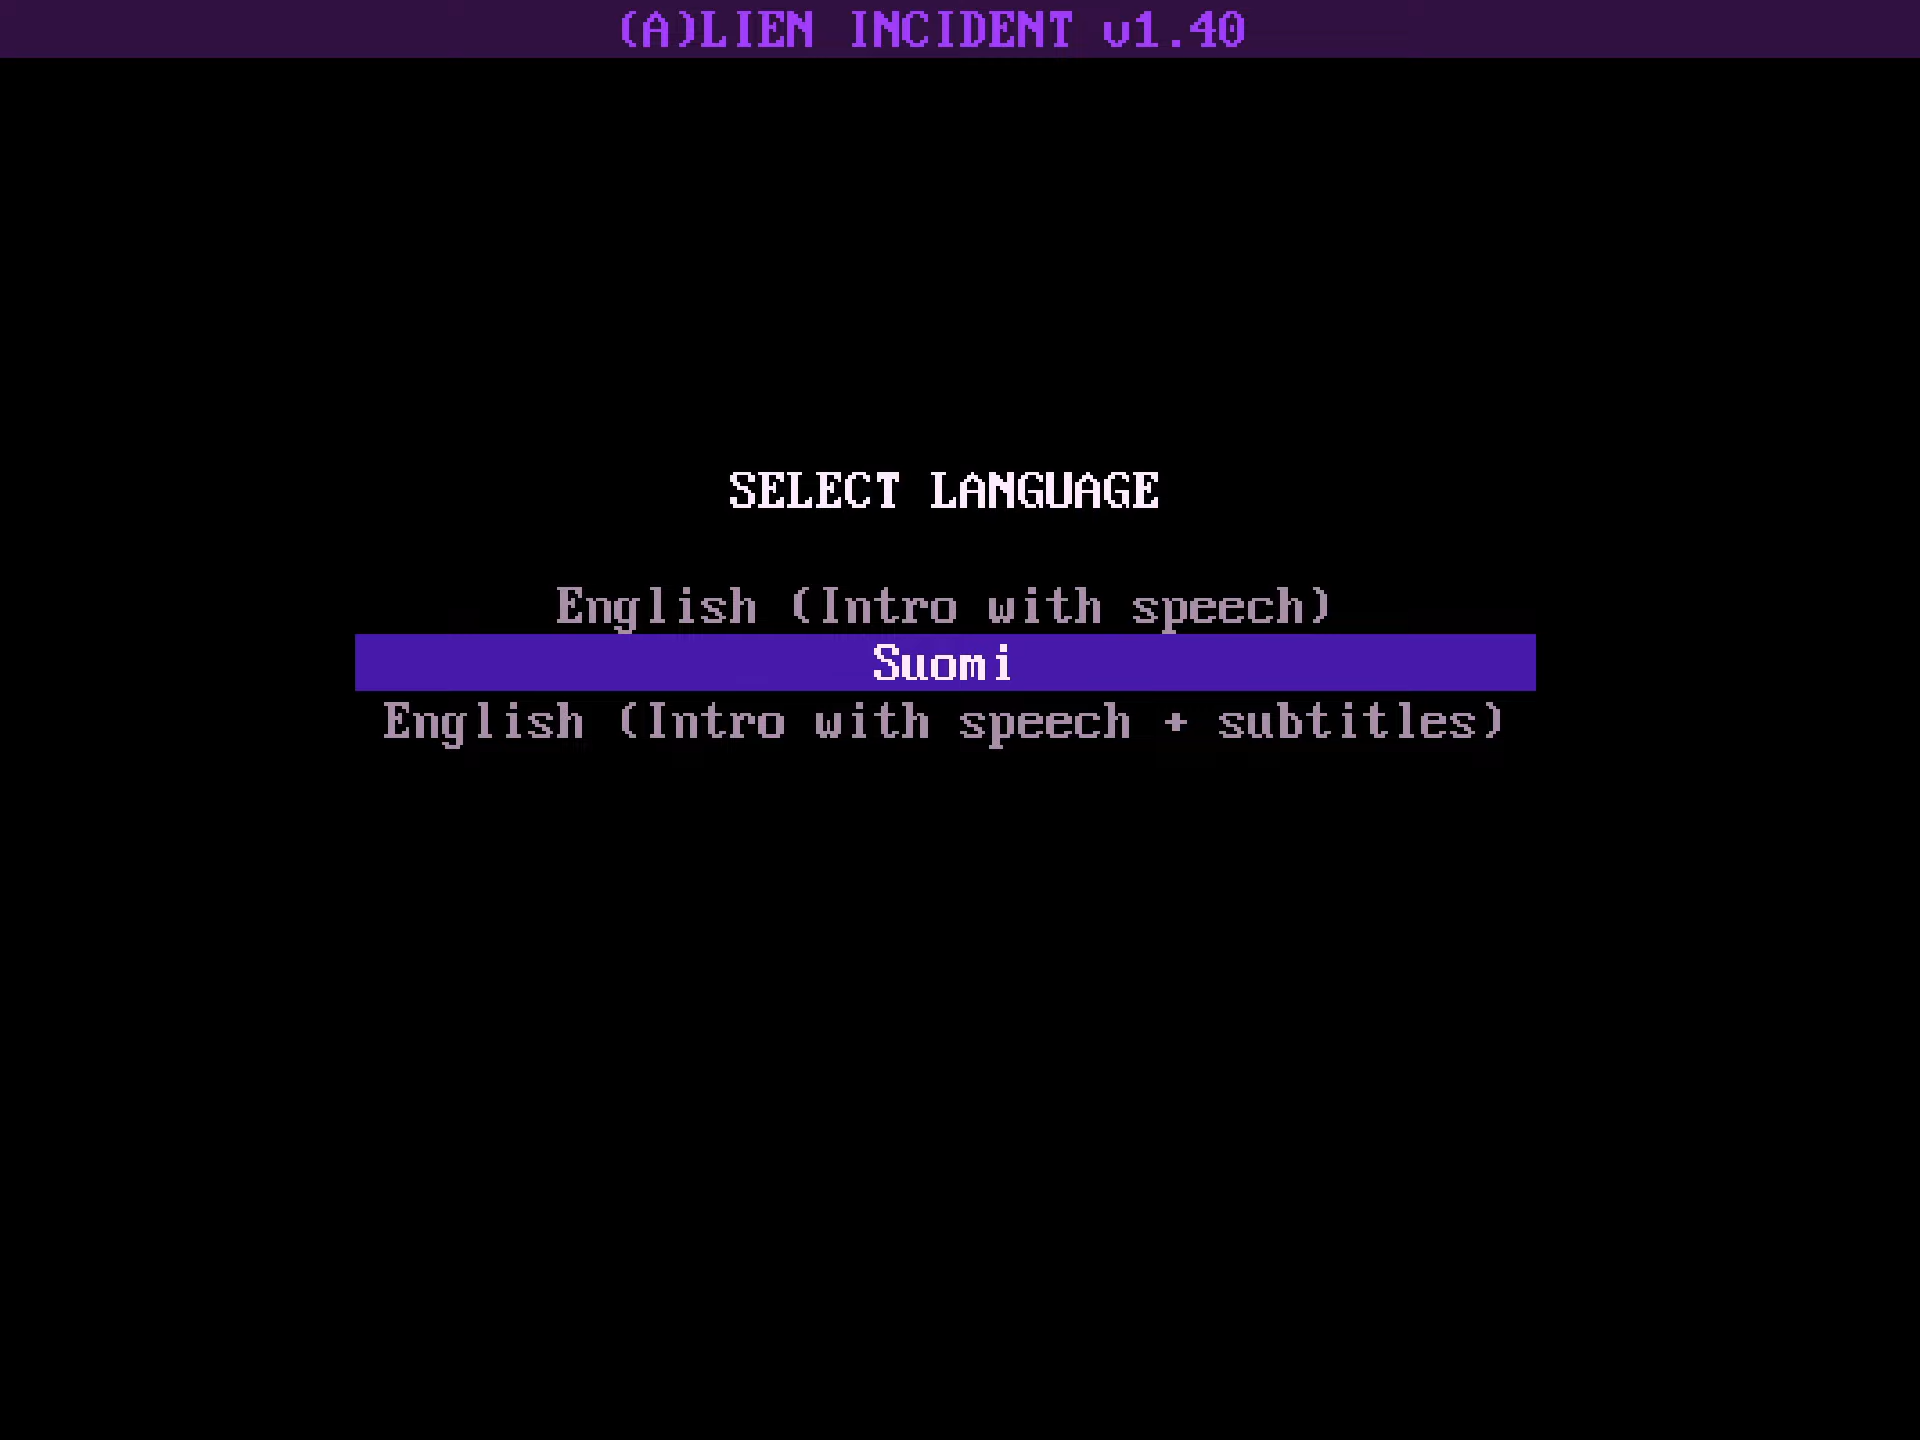 (A)LIEN INCIDENT v1.40
SELECT LANGUAGE
English (Intro with speech)
Suomi
English (Intro with speech + subtitles)